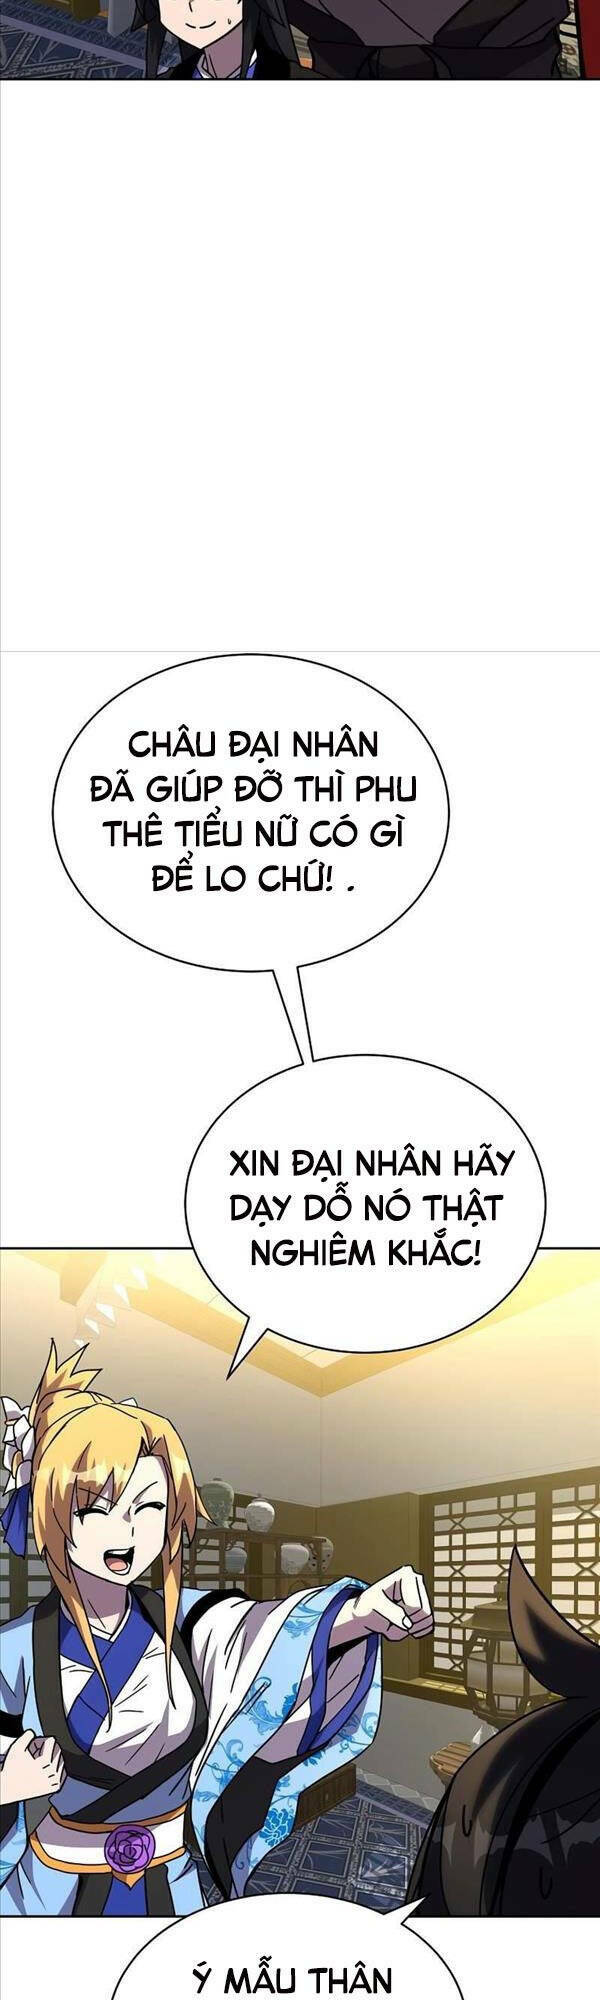 CHÂU ĐẠI NHÂN
ĐÃ GIÚP ĐỠ THÌ PHU
THÊ TIỂU NỮ CÓ GÌ
ĐỂ LO CHỨ! .
XIN ĐẠI NHÂN HÃY
DẠY DỖ NÓ THẬT
NGHIÊM KHẮC!
Ý MẪU THÂN